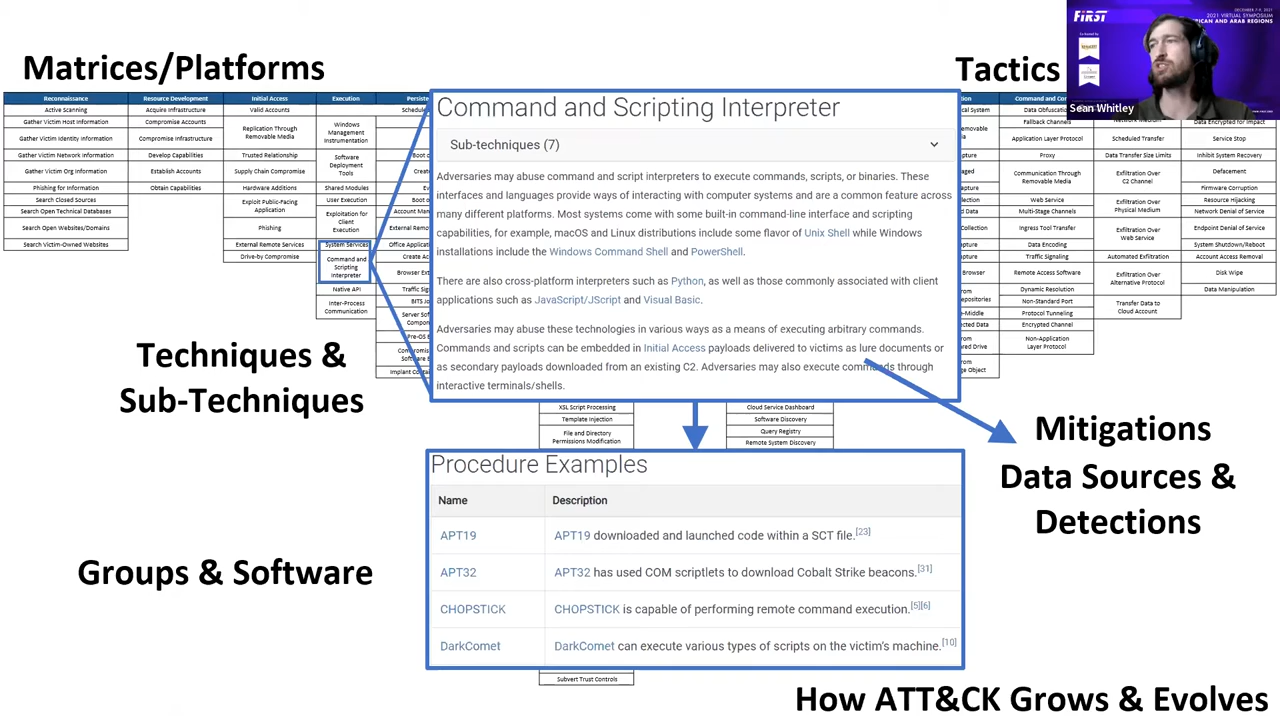 FIRST
DECEMBER 7-9, 2021
2021 VIRTUAL SYMPOSIUM
AND ARAB REGIONS
Sean Whitley
Matrices/Platforms
Tactics
Reconnaissance
Active Scanning
Gather Victim Host Information
Gather Victim Identity Information
Gather Victim Network Information
Gather Victim Org Information
Phishing for Information
Search Closed Sources
Search Open Technical Databases
Search Open Websites/Domains
Search Victim-Owned Websites
Resource Development
Acquire Infrastructure
Compromise Accounts
Compromise Infrastructure
Develop Capabilities
Establish Accounts
Obtain Capabilities
Initial Access
Valid Accounts
Replication Through
Removable Media
Trusted Relationship
Supply Chain Compromise
Hardware Additions
Exploit Public-Facing
Application
Phishing
External Remote Services
Drive-by Compromise
Execution
Windows
Management
Instrumentation
Software
Deployment
Tools
Shared Modules
User Execution
Exploitation for
Client
Execution
System Services
Command and
Scripting
Interpreter
Native API
Inter-Process
Communication
Command and Scripting Interpreter
Sub-techniques (7)
Adversaries may abuse command and script interpreters to execute commands, scripts, or binaries. These
interfaces and languages provide ways of interacting with computer systems and are a common feature across
many different platforms. Most systems come with some built-in command-line interface and scripting
capabilities, for example, macOS and Linux distributions include some flavor of Unix Shell while Windows
installations include the Windows Command Shell and PowerShell.
There are also cross-platform interpreters such as Python, as well as those commonly associated with client
applications such as JavaScript/JScript and Visual Basic.
Adversaries may abuse these technologies in various ways as a means of executing arbitrary commands.
Commands and scripts can be embedded in Initial Access payloads delivered to victims as lure documents or
as secondary payloads downloaded from an existing C2. Adversaries may also execute commands through
interactive terminals/shells.
Data Obfuscation
Fallback Channels
Application Layer Protocol
Proxy
Communication Through
Removable Media
Web Service
Multi-Stage Channels
Ingress Tool Transfer
Data Encoding
Traffic Signaling
Remote Access Software
Dynamic Resolution
Non-Standard Port
Protocol Tunneling
Encrypted Channel
Non-Application
Layer Protocol
Scheduled Transfer
Data Transfer Size Limits
Exfiltration Over
C2 Channel
Exfiltration Over
Physical Medium
Exfiltration Over
Web Service
Automated Exfiltration
Exfiltration Over
Alternative Protocol
Transfer Data to
Cloud Account
Data Encrypted for Impact
Service Stop
Inhibit System Recovery
Defacement
Firmware Corruption
Resource Hijacking
Network Denial of Service
Endpoint Denial of Service
System Shutdown/Reboot
Account Access Removal
Disk Wipe
Data Manipulation
Techniques &
Sub-Techniques
XSL Script Processing
Template Injection
File and Directory
Permissions Modification
Cloud Service Dashboard
Software Discovery
Query Registry
Remote System Discovery
Mitigations
Data Sources &
Detections
Groups & Software
Procedure Examples
Name Description
APT19 APT19 downloaded and launched code within a SCT file.[23]
APT32 APT32 has used COM scriptlets to download Cobalt Strike beacons.[31]
CHOPSTICK CHOPSTICK is capable of performing remote command execution.[5][6]
DarkComet DarkComet can execute various types of scripts on the victim's machine.[10]
Subvert Trust Controls
How ATT&CK Grows & Evolves